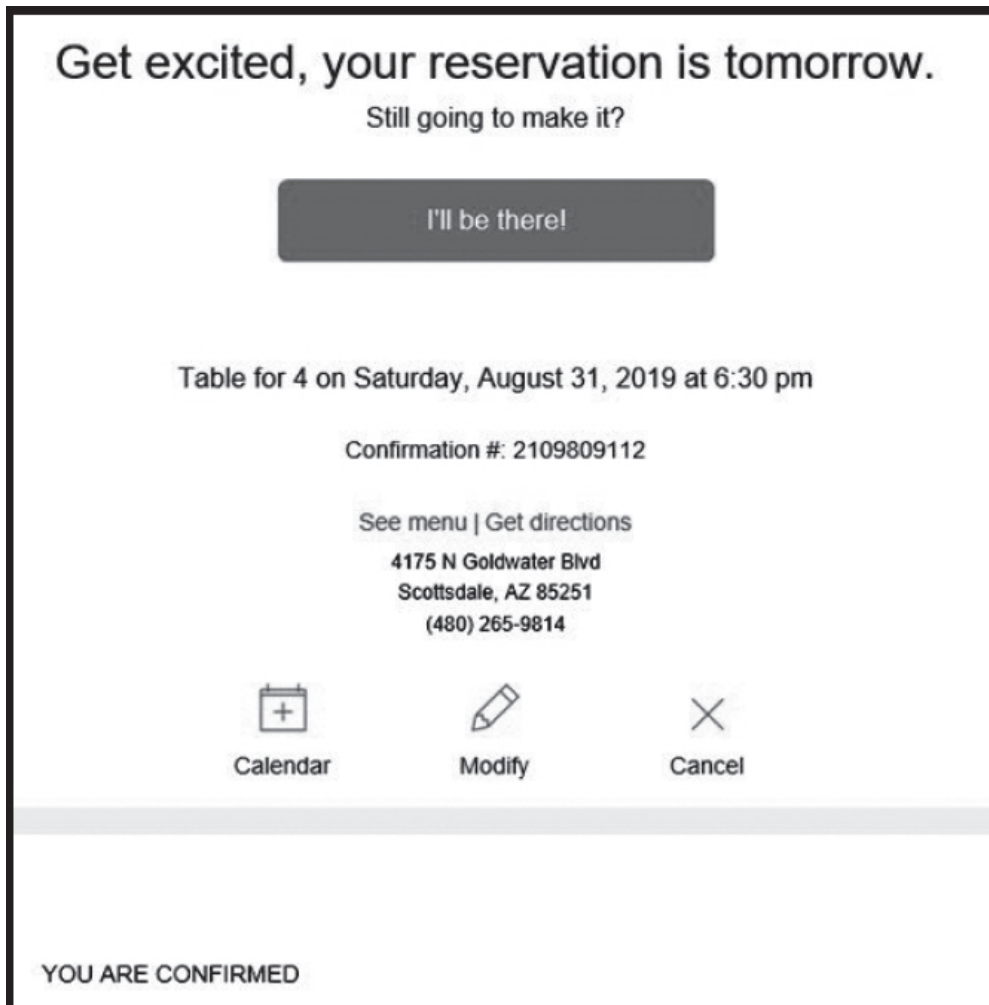 Get excited, your reservation is tomorrow.
Still going to make it?
I'll be there!
Table for 4 on Saturday, August 31, 2019 at 6:30 pm
Confirmation #: 2109809112
See menu | Get directions
4175 N Goldwater Blvd
Scottsdale, AZ 85251
(480) 265-9814
Calendar Modify Cancel
YOU ARE CONFIRMED